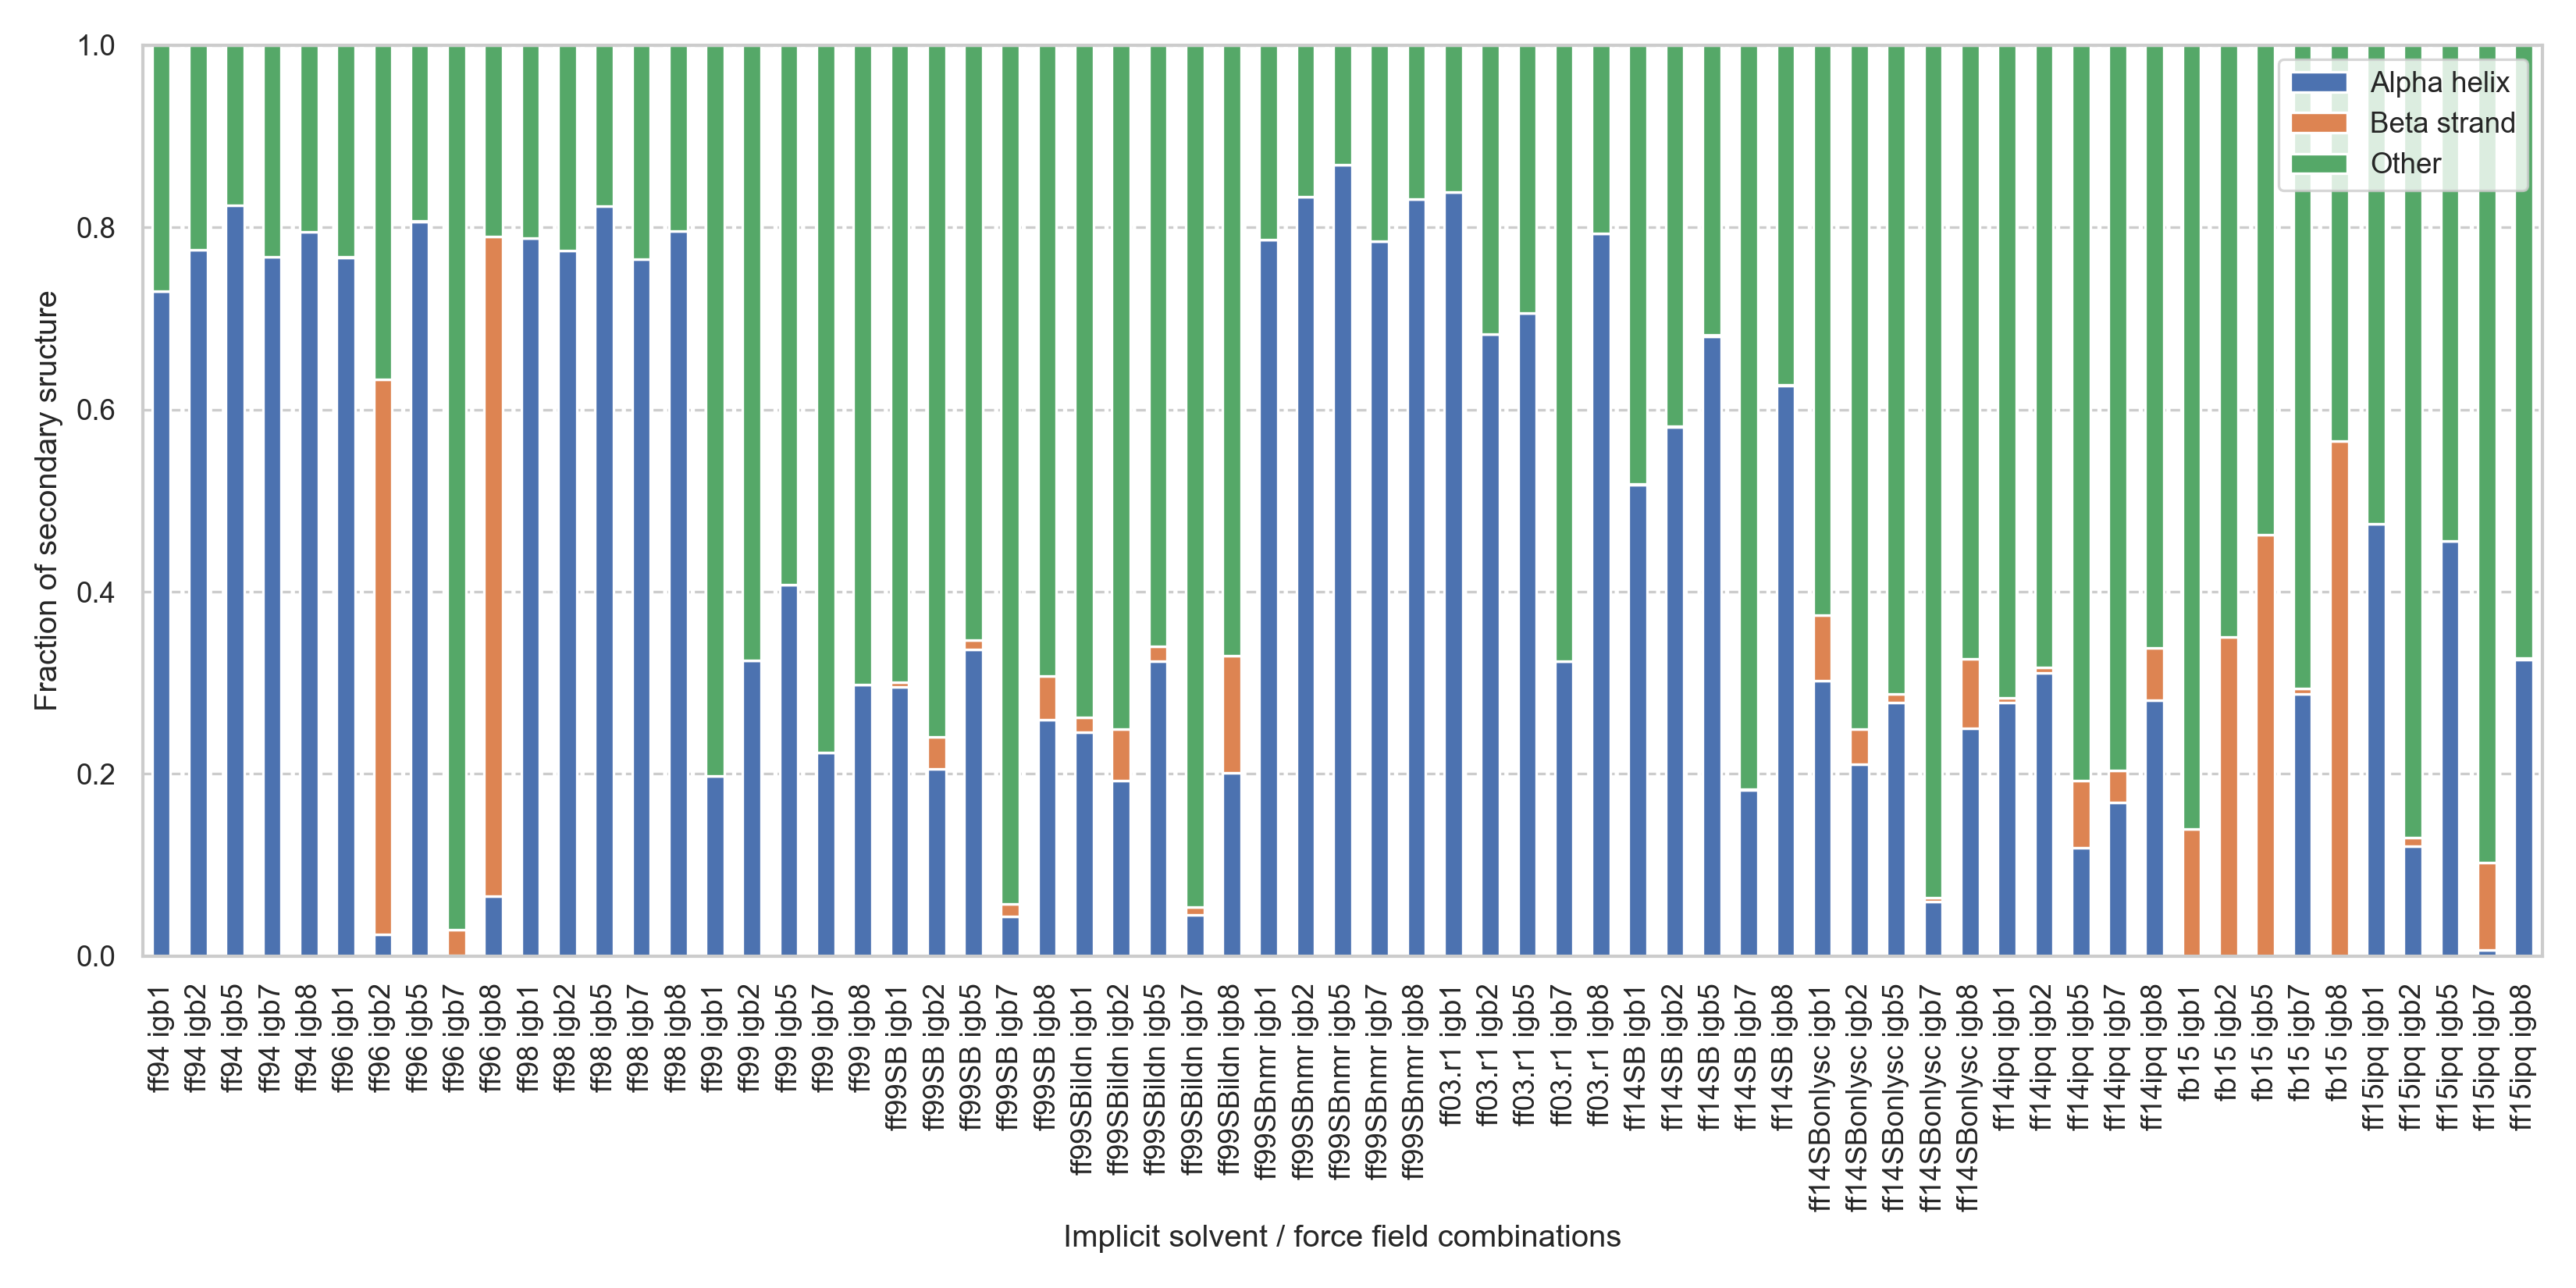 Fraction of secondary sructure
1.0
0.8
0.6
0.4
0.2
0.0
Alpha helix
Beta strand
Other
ff94 igb1
ff94 igb2
ff94 igb5
ff94 igb7
ff94 igb8
ff96 igb1
ff96 igb2
ff96 igb5
ff96 igb7
ff96 igb8
ff98 igb1
ff98 igb2
ff98 igb5
ff98 igb7
ff98 igb8
ff99 igb1
ff99 igb2
ff99 igb5
ff99 igb7
ff99 igb8
ff99SB igb1
ff99SB igb2
ff99SB igb5
ff99SB igb7
ff99SB igb8
ff99SBildn igb1
ff99SBildn igb2
ff99SBildn igb5
ff99SBildn igb7
ff99SBildn igb8
ff99SBnmr igb1
ff99SBnmr igb2
ff99SBnmr igb5
ff99SBnmr igb7
ff99SBnmr igb8
ff03.r1 igb1
ff03.r1 igb2
ff03.r1 igb5
ff03.r1 igb7
ff03.r1 igb8
ff14SB igb1
ff14SB igb2
ff14SB igb5
ff14SB igb7
ff14SB igb8
ff14SBonlysc igb1
ff14SBonlysc igb2
ff14SBonlysc igb5
ff14SBonlysc igb7
ff14SBonlysc igb8
ff14ipq igb1
ff14ipq igb2
ff14ipq igb5
ff14ipq igb7
ff14ipq igb8
fb15 igb1
fb15 igb2
fb15 igb5
fb15 igb7
fb15 igb8
ff15ipq igb1
ff15ipq igb2
ff15ipq igb5
ff15ipq igb7
ff15ipq igb8
Implicit solvent / force field combinations